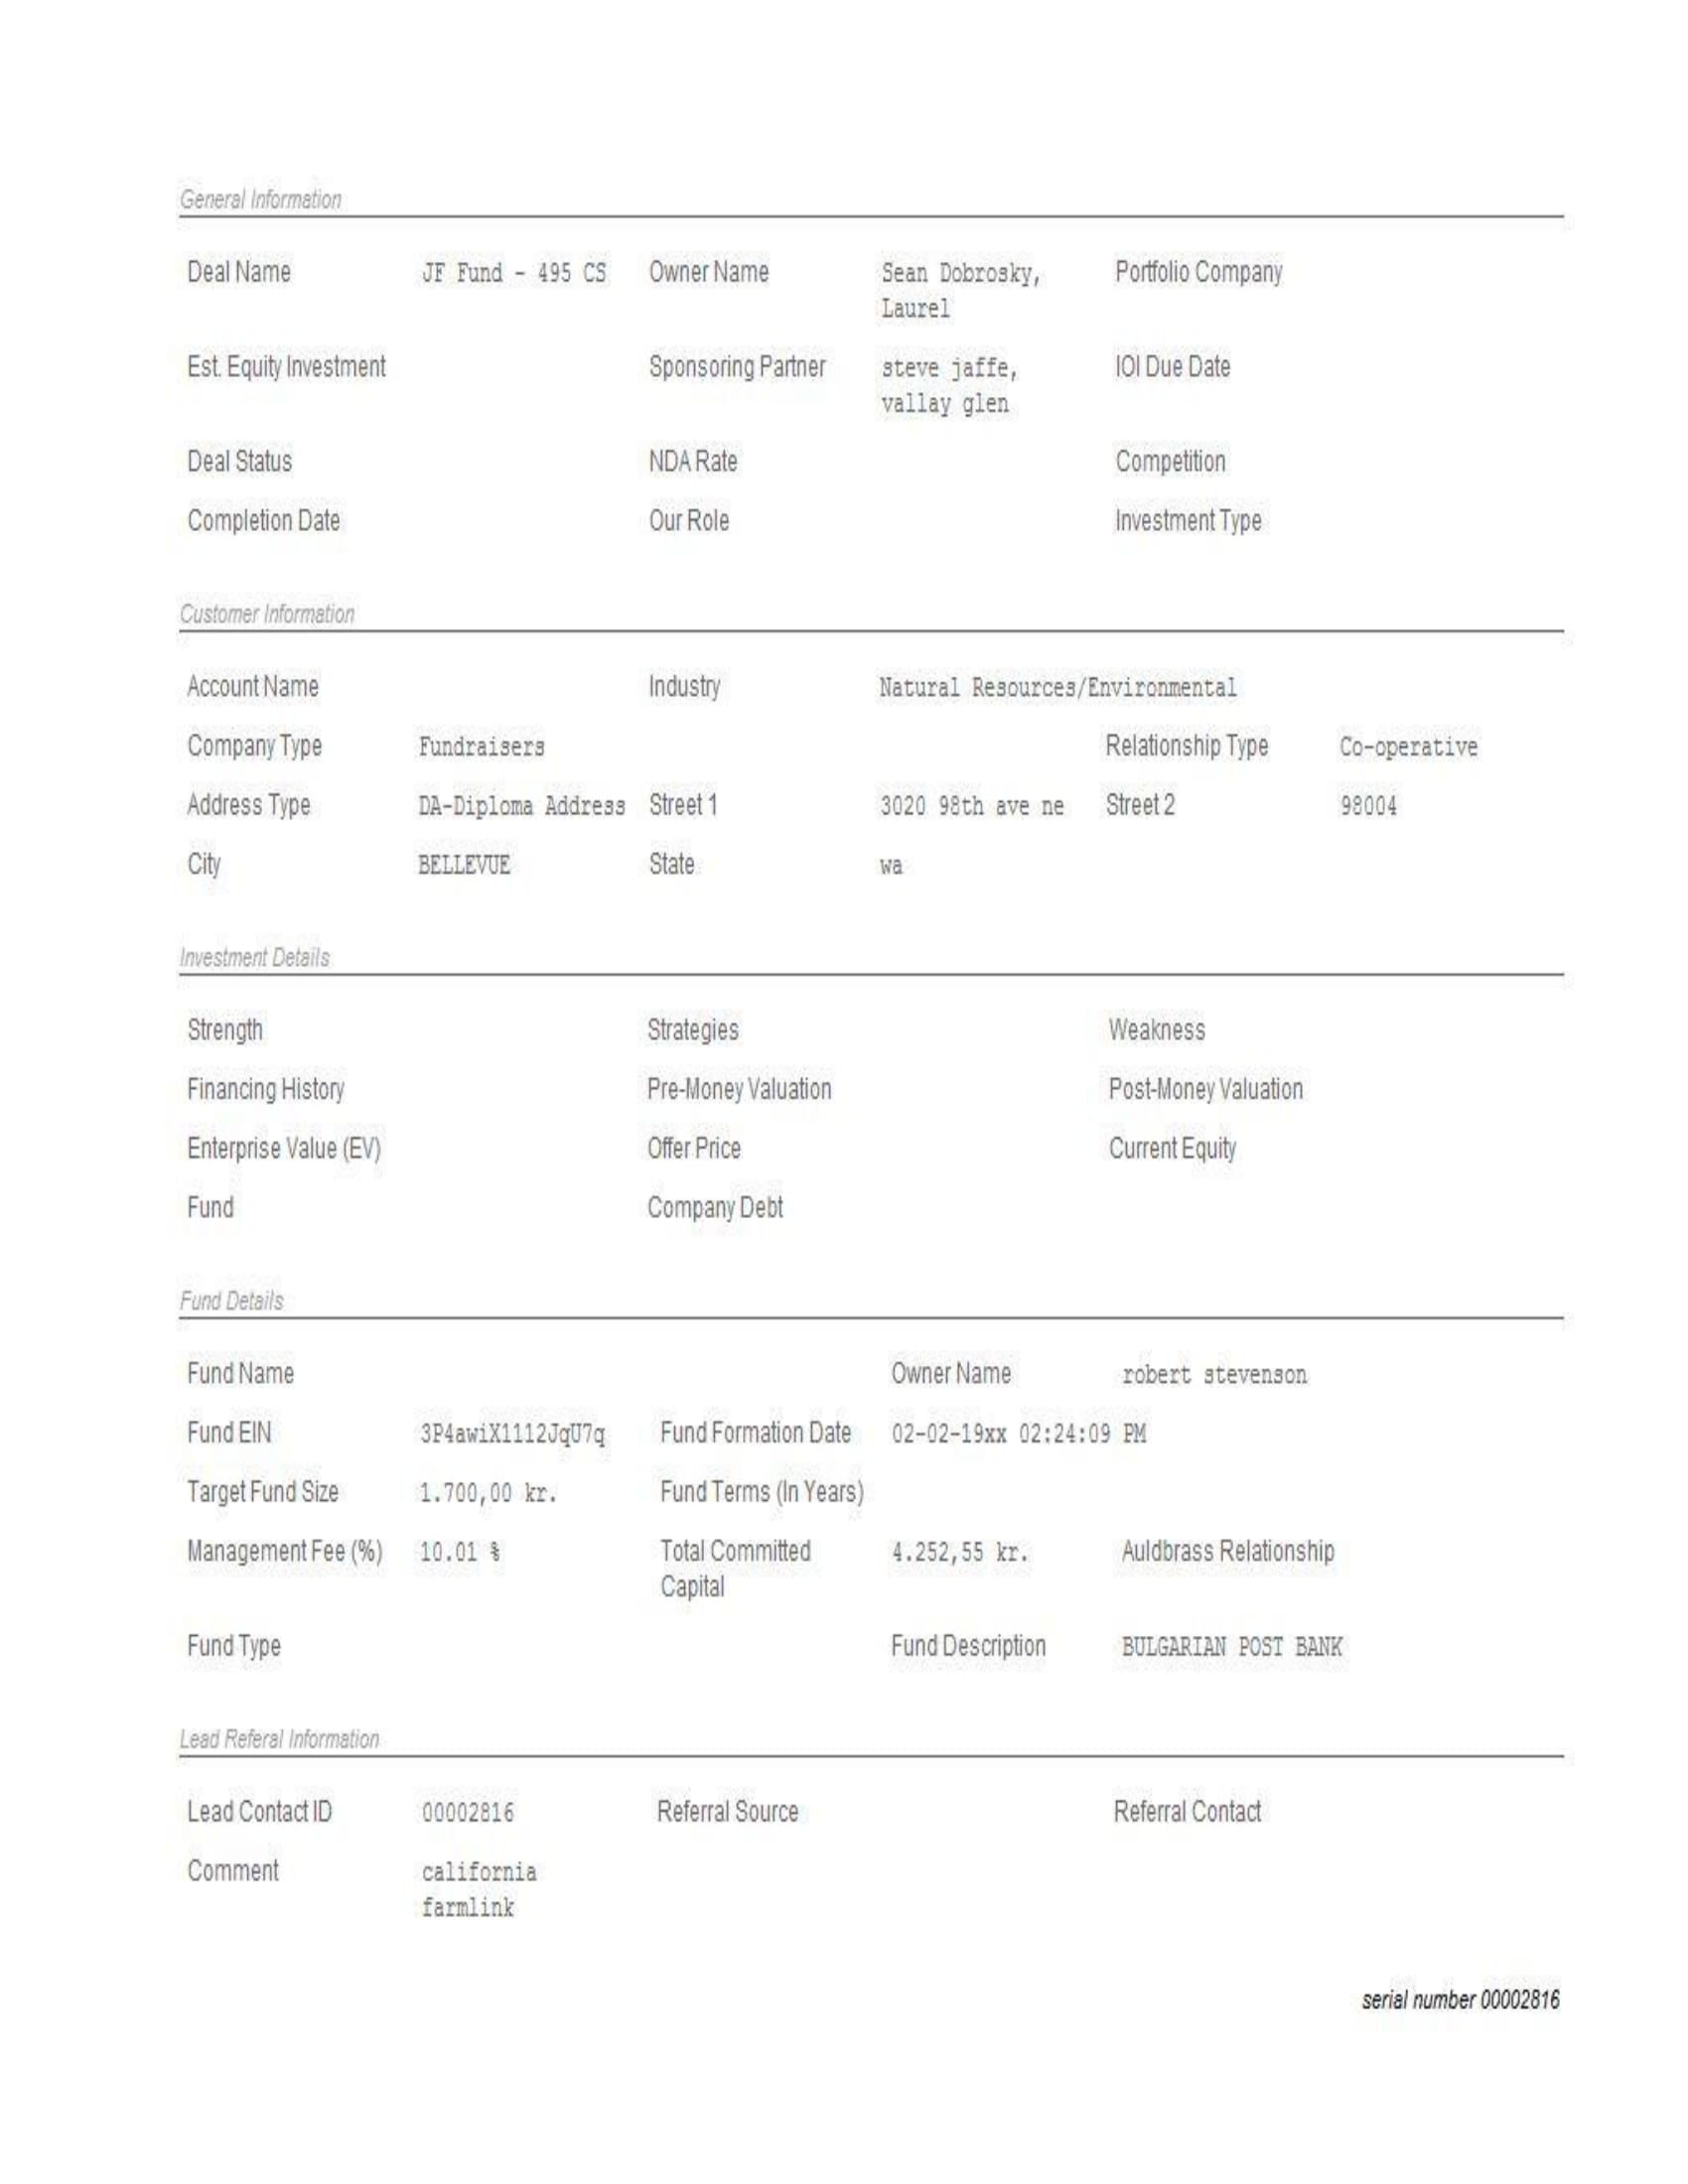 General Information
Deal Name JF Fund - 495 CS Owner Name Sean Dobrosky, Portfolio Company
Laurel
Est. Equity Investment Sponsoring Partner steve jaffe, IOI Due Date
vallay glen
Deal Status NDA Rate Competition
Completion Date Our Role Investment Type
Customer Information
Account Name Industry Natural Resources/Environmental
Company Type Fundraisers Relationship Type Co-operative
Address Type DA-Diploma Address Street 1 3020 98th ave ne Street 2 98004
City BELLEVUE State wa
Investment Details
Strength Strategies Weakness
Financing History Pre-Money Valuation Post-Money Valuation
Enterprise Value (EV) Offer Price Current Equity
Fund Company Debt
Fund Details
Fund Name Owner Name robert stevenson
Fund EIN 3P4awiX1112JqU7q Fund Formation Date 02-02-19xx 02:24:09 PM
Target Fund Size 1.700,00 kr. Fund Terms (In Years)
Management Fee (%) 10.01 % Total Committed 4.252,55 kr. Auldbrass Relationship
Capital
Fund Type Fund Description BULGARIAN POST BANK
Lead Referal Information
Lead Contact ID 00002816 Referral Source Referral Contact
Comment california
farmlink
serial number 00002816